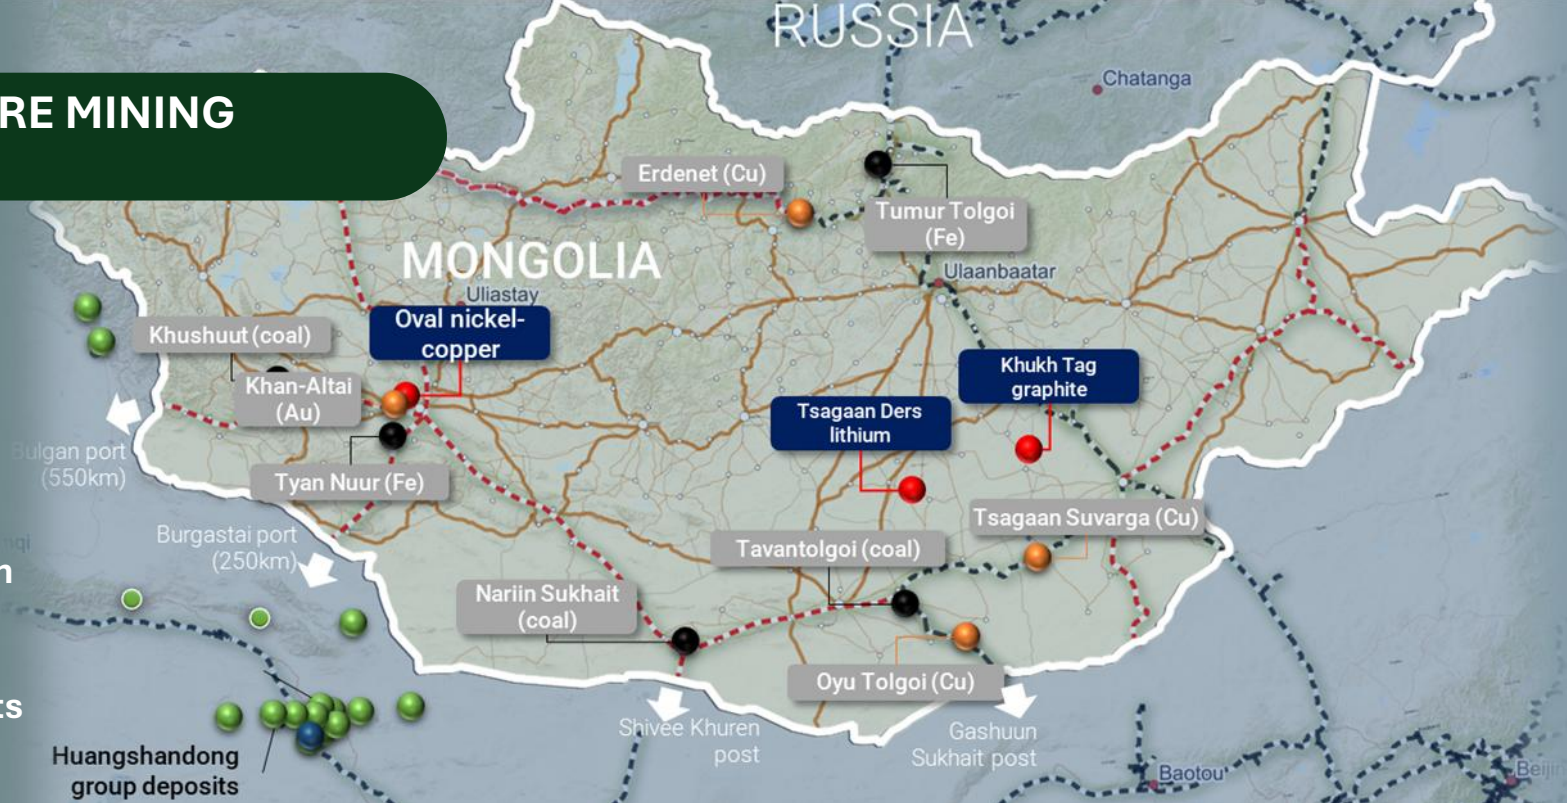 RUSSIA
Chatanga
RE MINING
Erdenet (Cu)
Tumur Tolgoi
(Fe)
MONGOLIA
Ulaanbaatar
Uliastay
Oval nickel-
copper
Khushuut (coal)
Khukh Tag
graphite
Khan-Altai
(Au)
Tsagaan Ders
lithium
Bulgan port
(550km)
Tyan Nuur (Fe)
Tsagaan Suvarga (Cu)
Burgastai port
(250km)
Tavantolgoi (coal)
Nariin Sukhait
(coal)
Oyu Tolgoi (Cu)
ts
Shivee Khuren
post
Gashuun
Sukhait post
Huangshandong
group deposits
Baotou